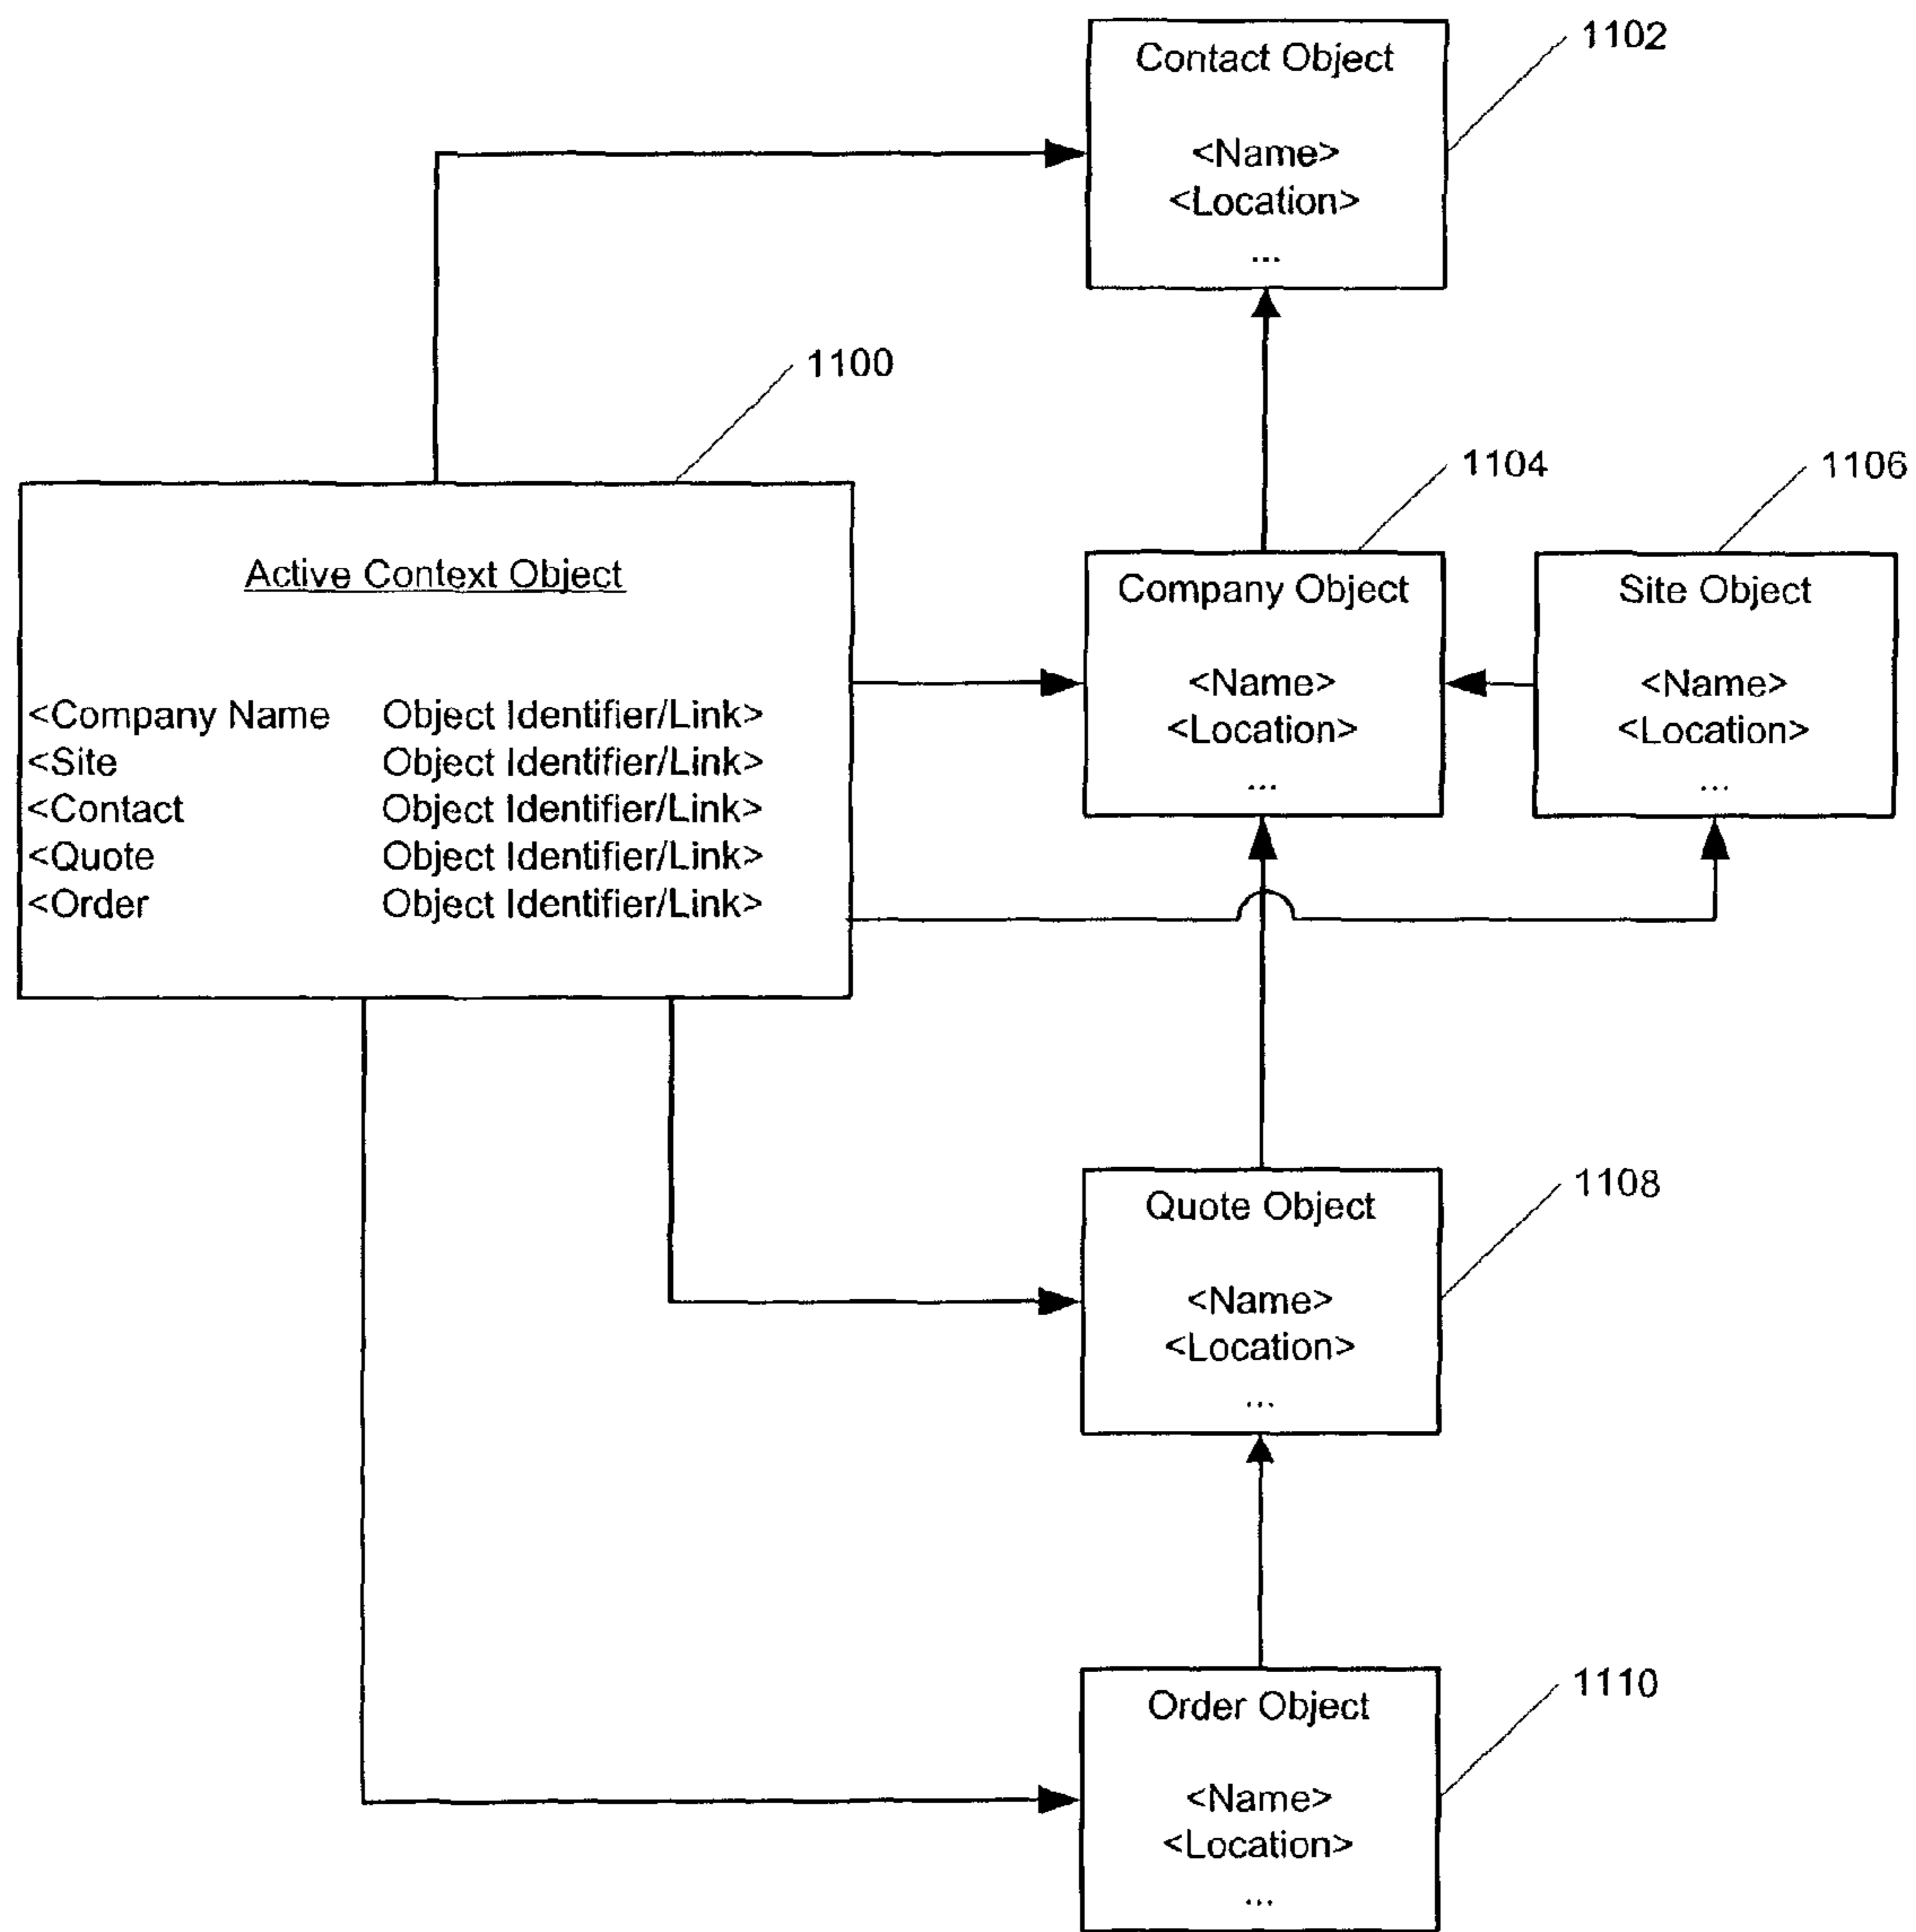 1102
Contact Object
<Name>
<Location>
...
1100
1104
1106
Active Context Object
<Company Name Object Identifier/Link>
<Site Object Identifier/Link>
<Contact Object Identifier/Link>
<Quote Object Identifier/Link>
<Order Object Identifier/Link>
Company Object
<Name>
<Location>
...
Site Object
<Name>
<Location>
...
1108
Quote Object
<Name>
<Location>
...
1110
Order Object
<Name>
<Location>
...